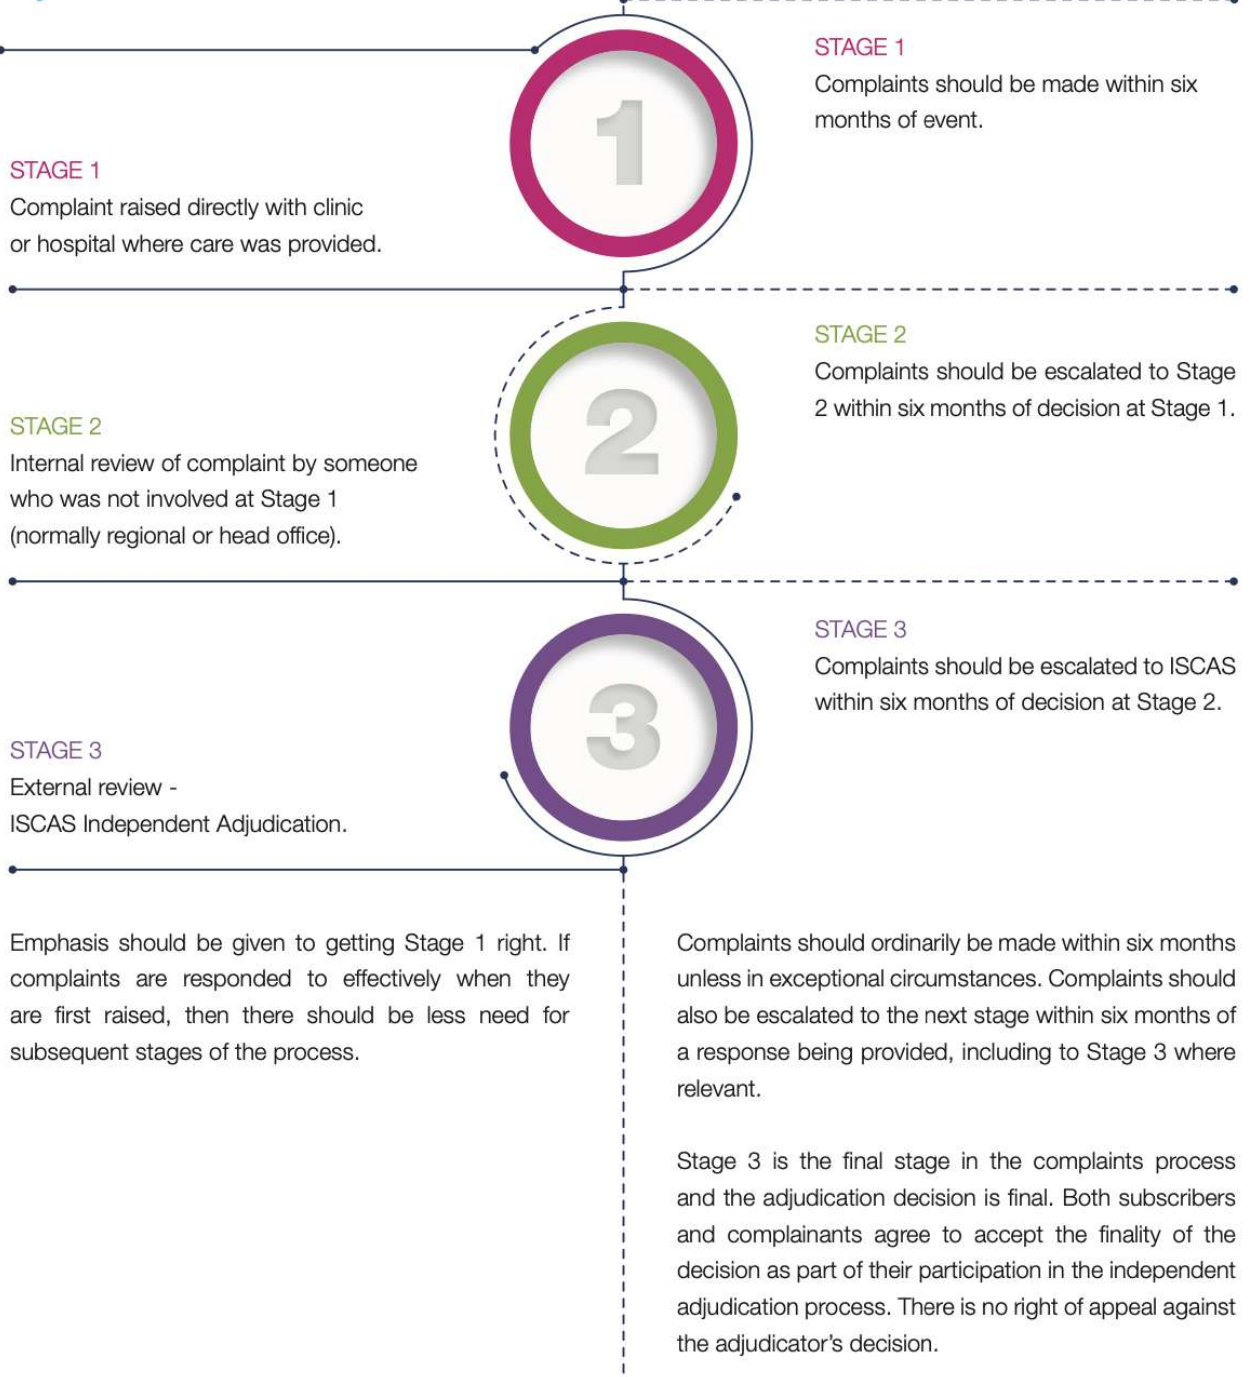 1
STAGE 1
Complaints should be made within six
months of event.
STAGE 1
Complaint raised directly with clinic
or hospital where care was provided.
2
STAGE 2
Complaints should be escalated to Stage
2 within six months of decision at Stage 1.
STAGE 2
Internal review of complaint by someone
who was not involved at Stage 1
(normally regional or head office).
3
STAGE 3
Complaints should be escalated to ISCAS
within six months of decision at Stage 2.
STAGE 3
External review -
ISCAS Independent Adjudication.
Emphasis should be given to getting Stage 1 right. If
complaints are responded to effectively when they
are first raised, then there should be less need for
subsequent stages of the process.
Complaints should ordinarily be made within six months
unless in exceptional circumstances. Complaints should
also be escalated to the next stage within six months of
a response being provided, including to Stage 3 where
relevant.
Stage 3 is the final stage in the complaints process
and the adjudication decision is final. Both subscribers
and complainants agree to accept the finality of the
decision as part of their participation in the independent
adjudication process. There is no right of appeal against
the adjudicator’s decision.